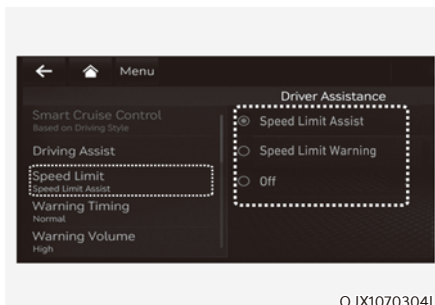 Menu
Driver Assistance
Smart Cruise Control
Based on Driving Style
Driving Assist
Speed Limit
Speed Limit Assist
Warning Timing
Normal
Warning Volume
High
Speed Limit Assist
Speed Limit Warning
Off
OJX1070304L